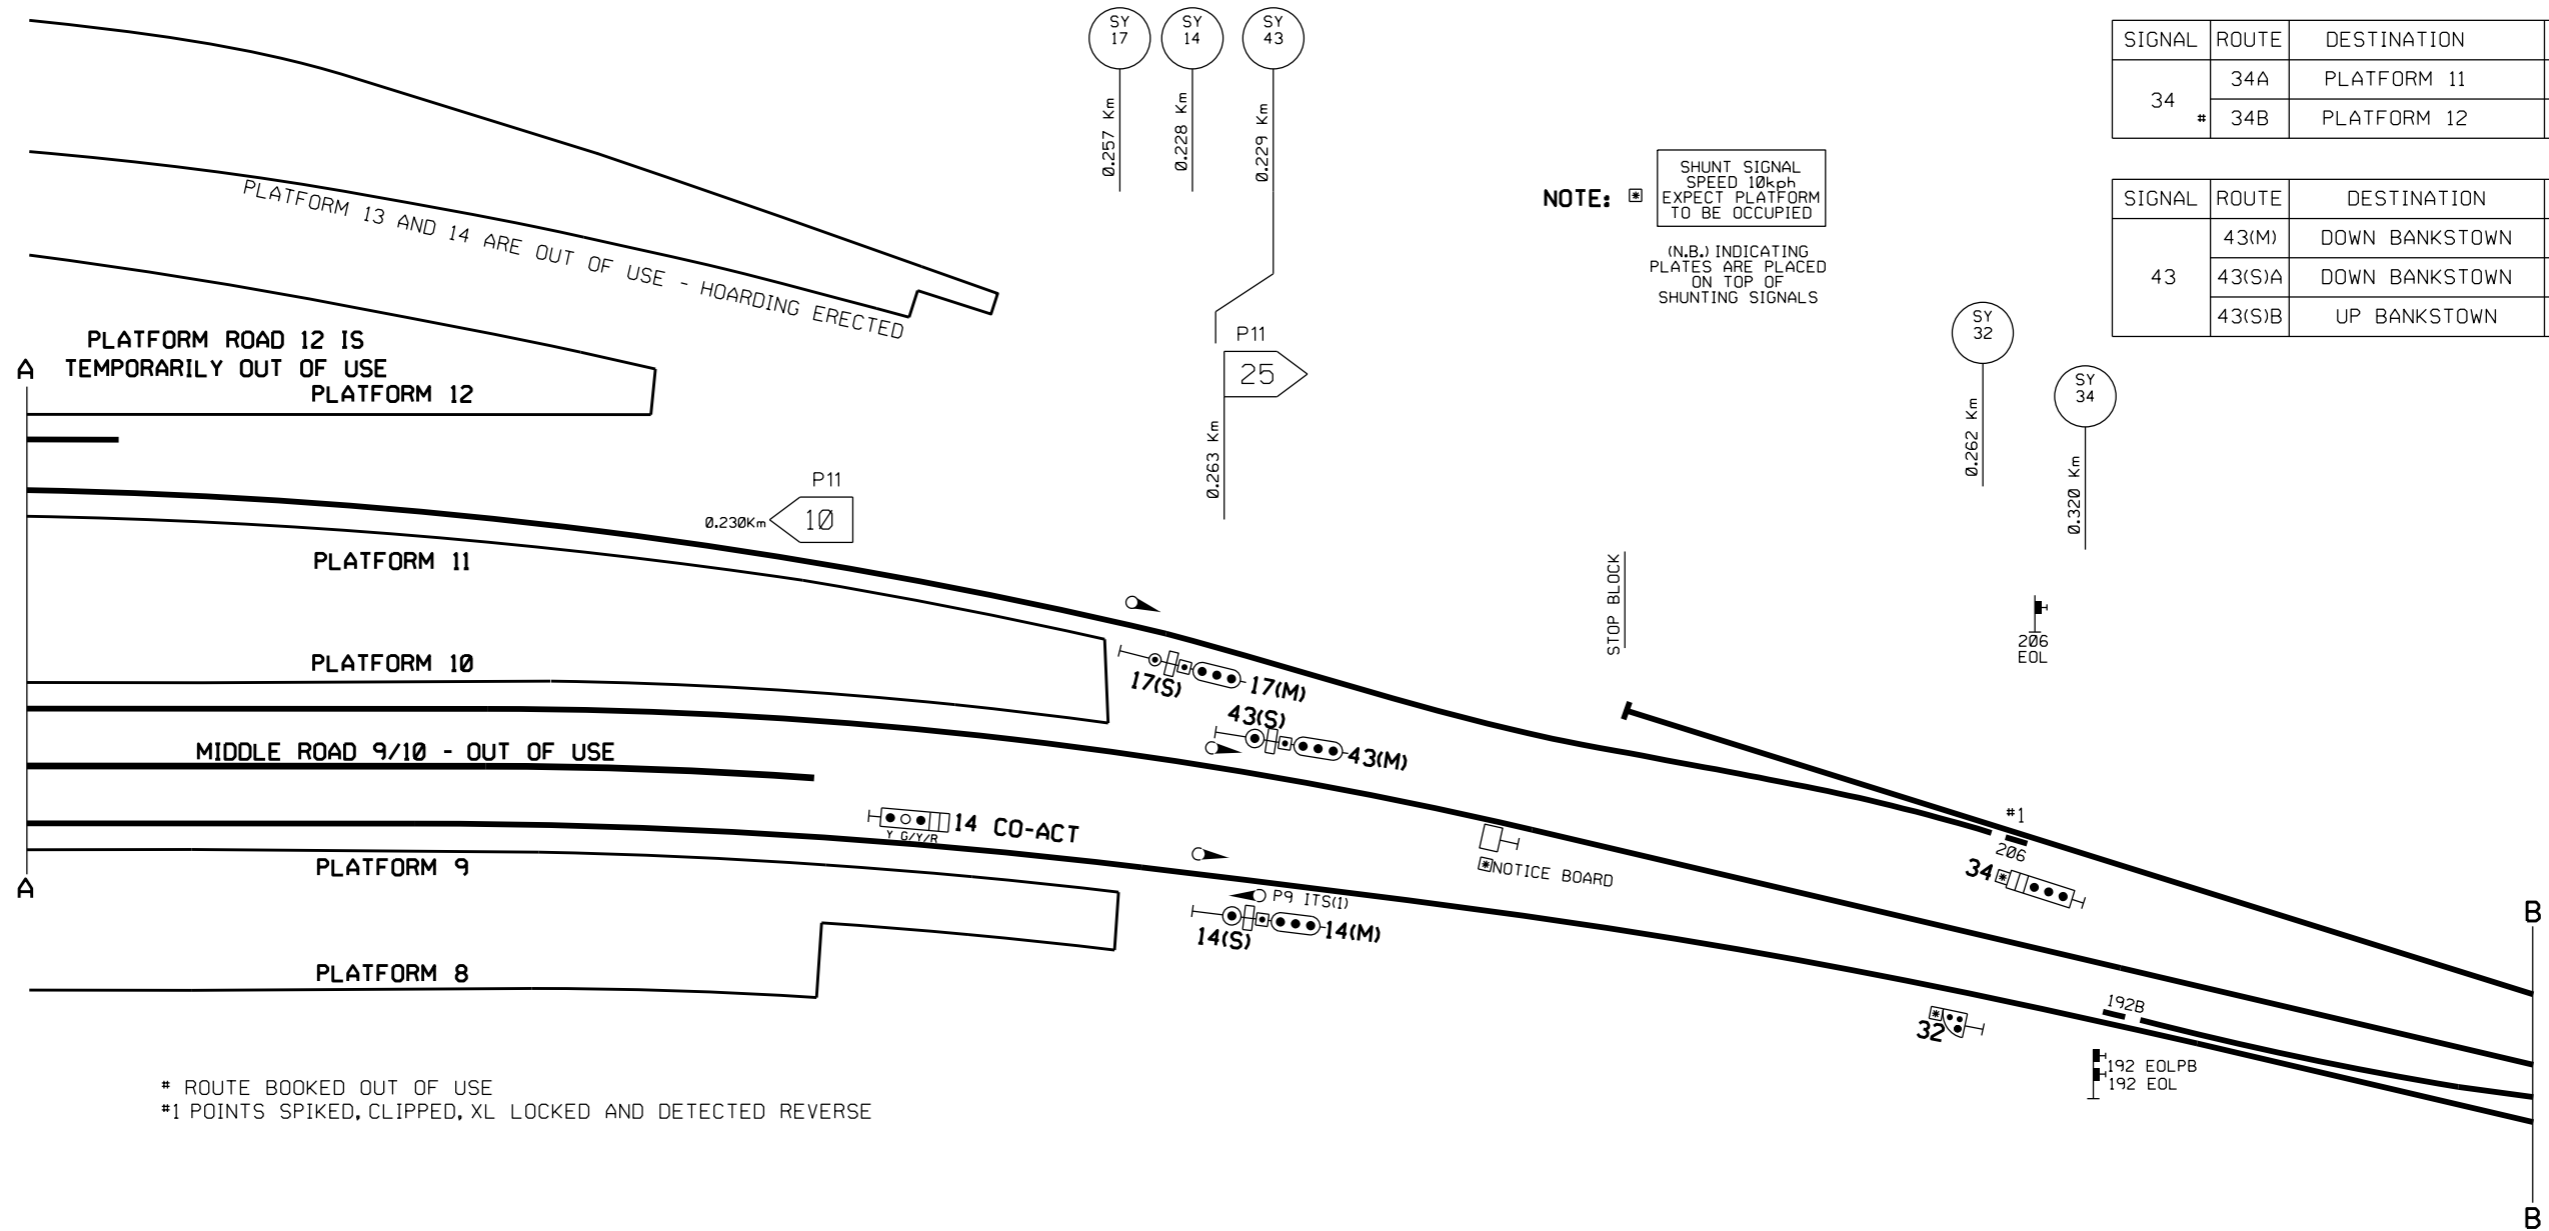 SY
17
SY
14
SY
43
0.257 Km
0.228 Km
0.229 Km
SIGNAL ROUTE DESTINATION
34 34A PLATFORM 11
# 34B PLATFORM 12
NOTE: * SHUNT SIGNAL
SPEED 10kph
EXPECT PLATFORM
TO BE OCCUPIED
(N.B.) INDICATING
PLATES ARE PLACED
ON TOP OF
SHUNTING SIGNALS
SIGNAL ROUTE DESTINATION
43 43(M) DOWN BANKSTOWN
43(S)A DOWN BANKSTOWN
43(S)B UP BANKSTOWN
PLATFORM 13 AND 14 ARE OUT OF USE - HOARDING ERECTED
PLATFORM ROAD 12 IS
TEMPORARILY OUT OF USE
A
PLATFORM 12
P11
25
0.263 Km
SY
32
0.262 Km
SY
34
0.320 Km
P11
0.230Km 10
PLATFORM 11
STOP BLOCK
206
EOL
PLATFORM 10
17(S) 17(M)
43(S)
43(M)
MIDDLE ROAD 9/10 - OUT OF USE
14 CO-ACT
Y G/Y/R
#1
206
34 *
PLATFORM 9
A
* NOTICE BOARD
P9 ITS(1)
14(S) 14(M)
B
PLATFORM 8
192B
* 32
192 EOLPB
192 EOL
# ROUTE BOOKED OUT OF USE
#1 POINTS SPIKED, CLIPPED, XL LOCKED AND DETECTED REVERSE
B